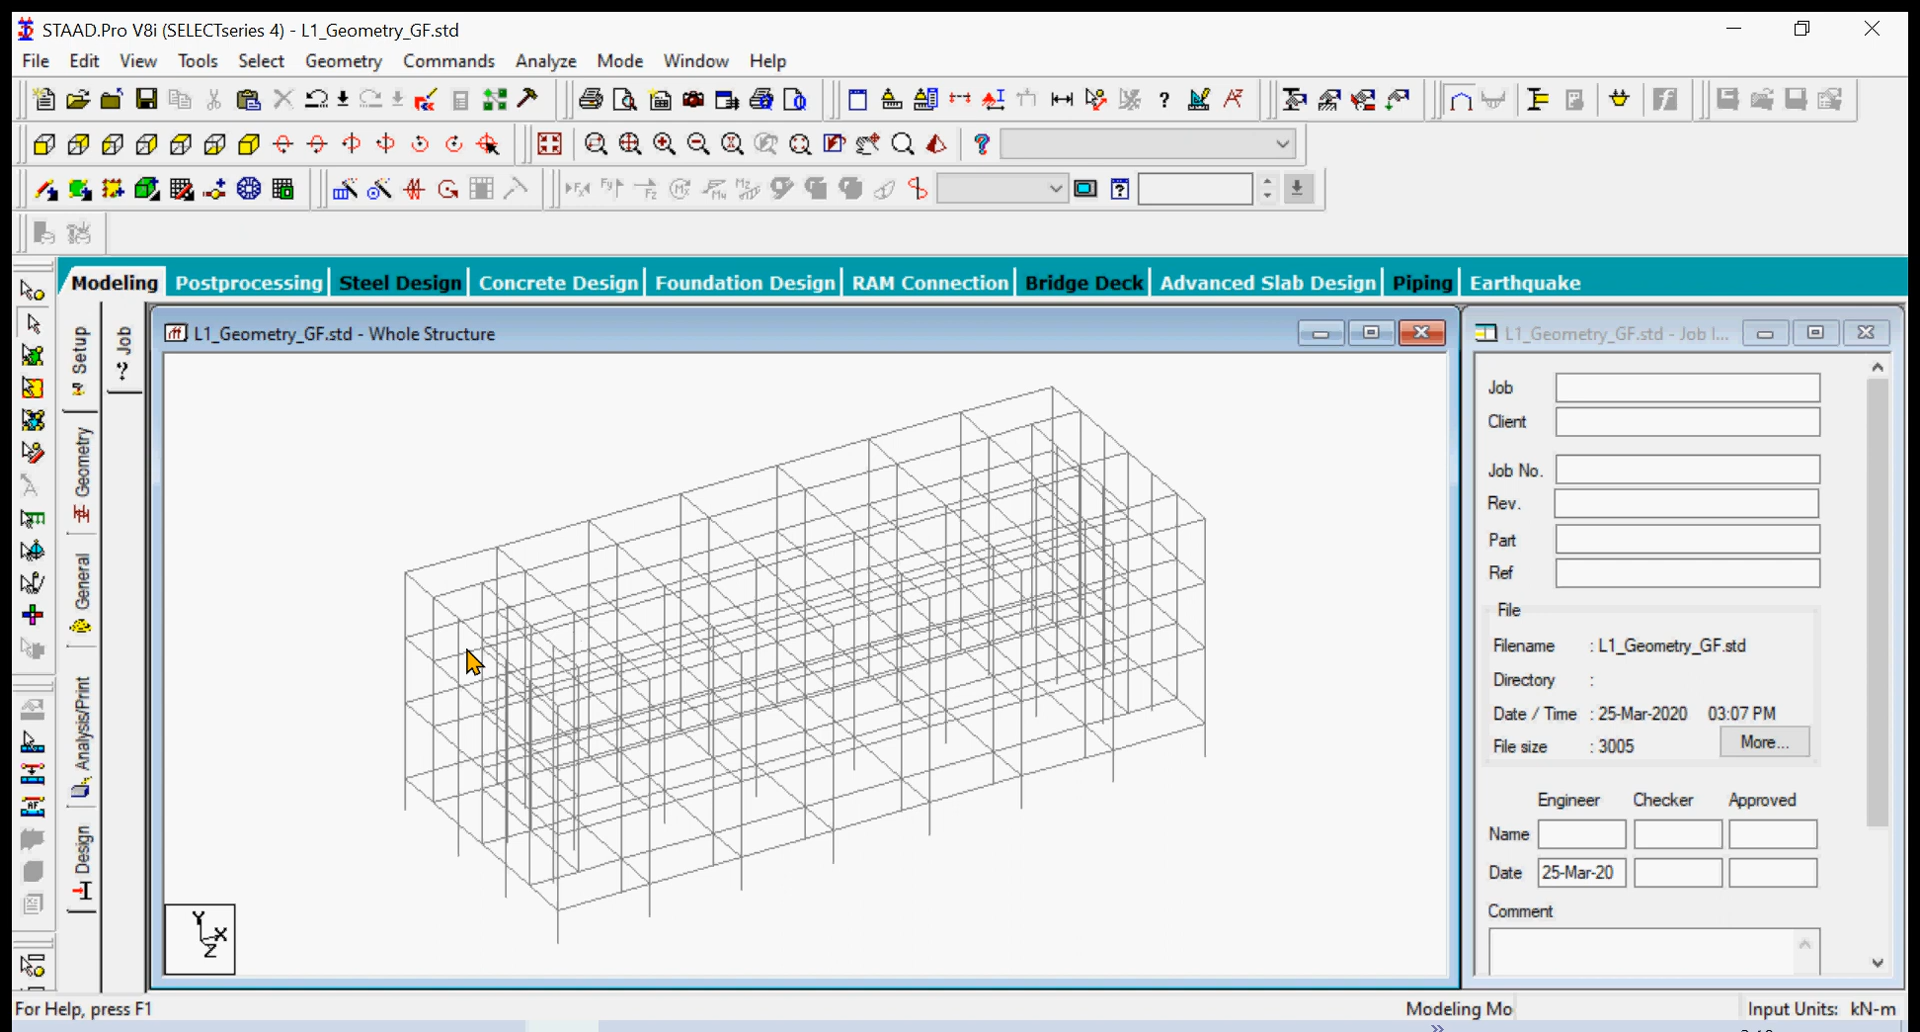 STAAD.Pro V8i (SELECTseries 4) - L1_Geometry_GF.std
File Edit View Tools Select Geometry Commands Analyze Mode Window Help
Modeling Postprocessing Steel Design Concrete Design Foundation Design RAM Connection Bridge Deck Advanced Slab Design Piping Earthquake
Setup
Geometry
General
Analysis/Print
Design
? Job
L1_Geometry_GF.std - Whole Structure
Y
X
Z
L1_Geometry_GF.std - Job I...
Job
Client
Job No.
Rev.
Part
Ref
File
Filename : L1_Geometry_GF.std
Directory :
Date / Time : 25-Mar-2020 03:07 PM
File size : 3005
More...
Engineer Checker Approved
Name
Date 25-Mar-20
Comment
For Help, press F1
Modeling Mo
Input Units: kN-m